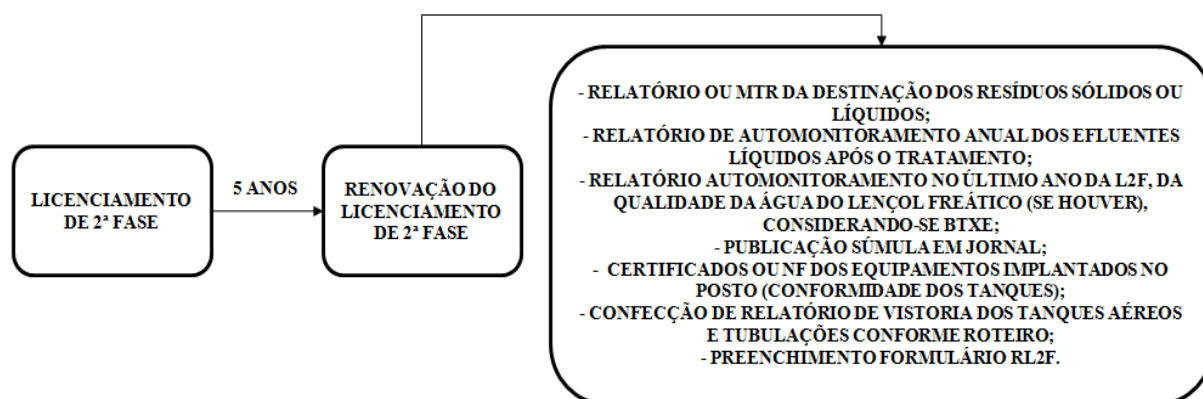 LICENCIAMENTO
DE 2ª FASE
5 ANOS
RENOVAÇÃO DO
LICENCIAMENTO
DE 2ª FASE
- RELATÓRIO OU MTR DA DESTINAÇÃO DOS RESÍDUOS SÓLIDOS OU
LÍQUIDOS;
- RELATÓRIO DE AUTOMONITORAMENTO ANUAL DOS EFLUENTES
LÍQUIDOS APÓS O TRATAMENTO;
- RELATÓRIO AUTOMONITORAMENTO NO ÚLTIMO ANO DA L2F, DA
QUALIDADE DA ÁGUA DO LENÇOL FREÁTICO (SE HOUVER),
CONSIDERANDO-SE BTXE;
- PUBLICAÇÃO SÚMULA EM JORNAL;
- CERTIFICADOS OU NF DOS EQUIPAMENTOS IMPLANTADOS NO
POSTO (CONFORMIDADE DOS TANQUES);
- CONFECÇÃO DE RELATÓRIO DE VISTORIA DOS TANQUES AÉREOS
E TUBULAÇÕES CONFORME ROTEIRO;
- PREENCHIMENTO FORMULÁRIO RL2F.